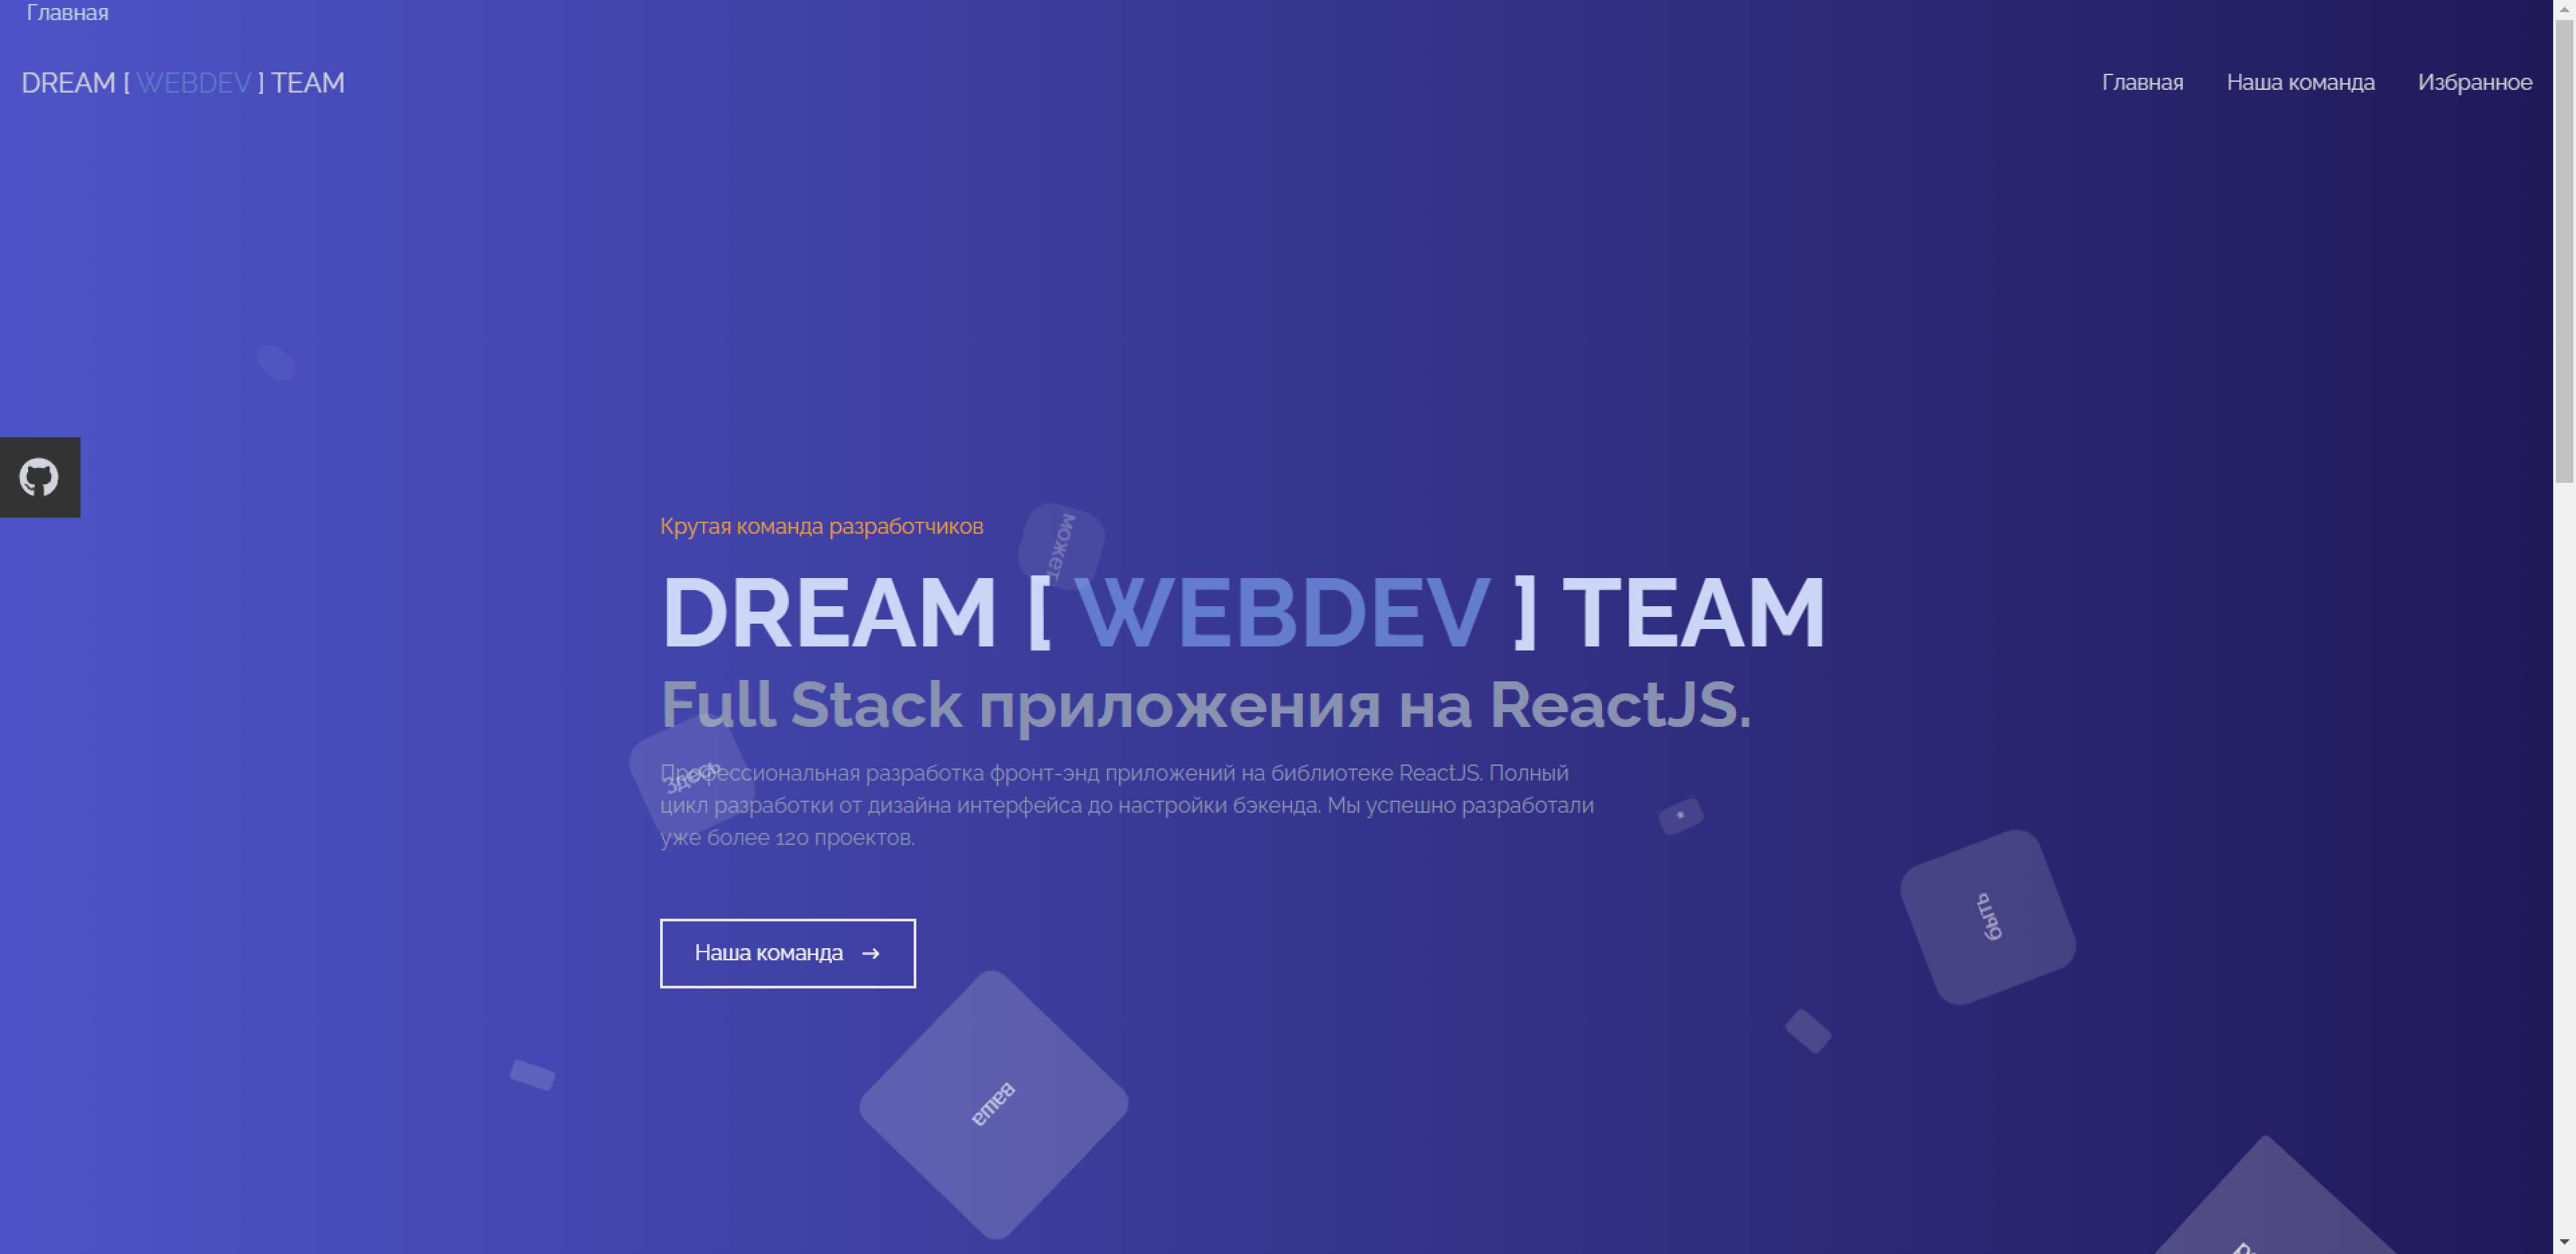 Главная
DREAM [ WEBDEV ] TEAM
Главная
Наша команда
Избранное
Крутая команда разработчиков
может
DREAM [ WEBDEV ] TEAM
Full Stack приложения на ReactJS.
Здесь
Профессиональная разработка фронт-энд приложений на библиотеке ReactJS. Полный
цикл разработки от дизайна интерфейса до настройки бэкенда. Мы успешно разработали
уже более 120 проектов.
*
быть
Наша команда →
ваша